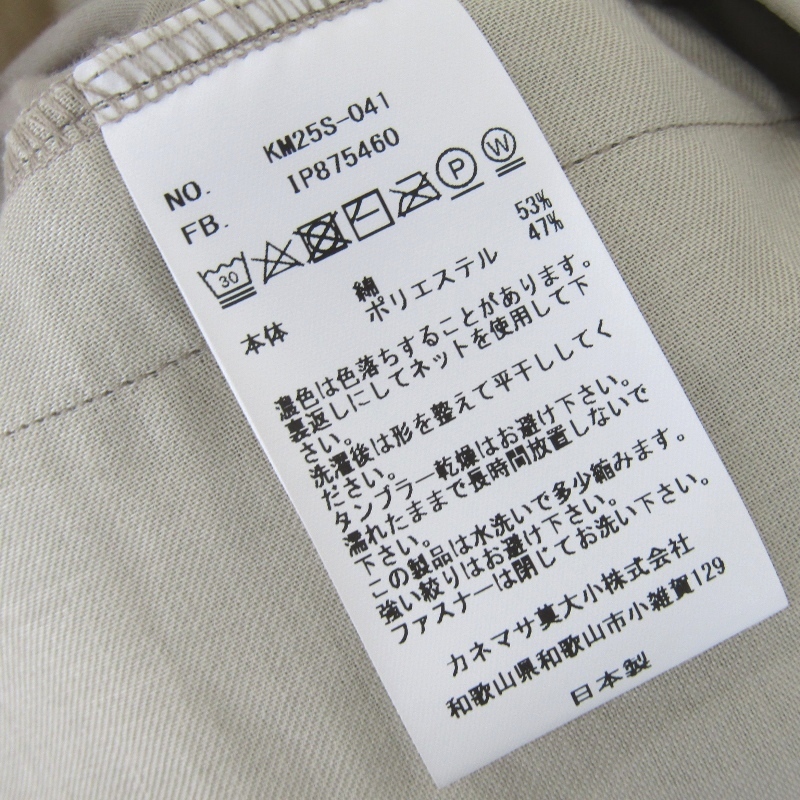 NO. KM25S-041
FB. IP875460
30 P W
本体 綿 53%
ポリエステル 47%
濃色は色落ちすることがあります。
裏返しにしてネットを使用して下
さい。
洗濯後は形を整えて平干ししてく
ださい。
タンブラー乾燥はお避け下さい。
濡れたままで長時間放置しないで
下さい。
この製品は水洗いで多少縮みます。
強い絞りはお避け下さい。
ファスナーは閉じてお洗い下さい。
カネマサ莫大小株式会社
和歌山県和歌山市小雑賀129
日本製